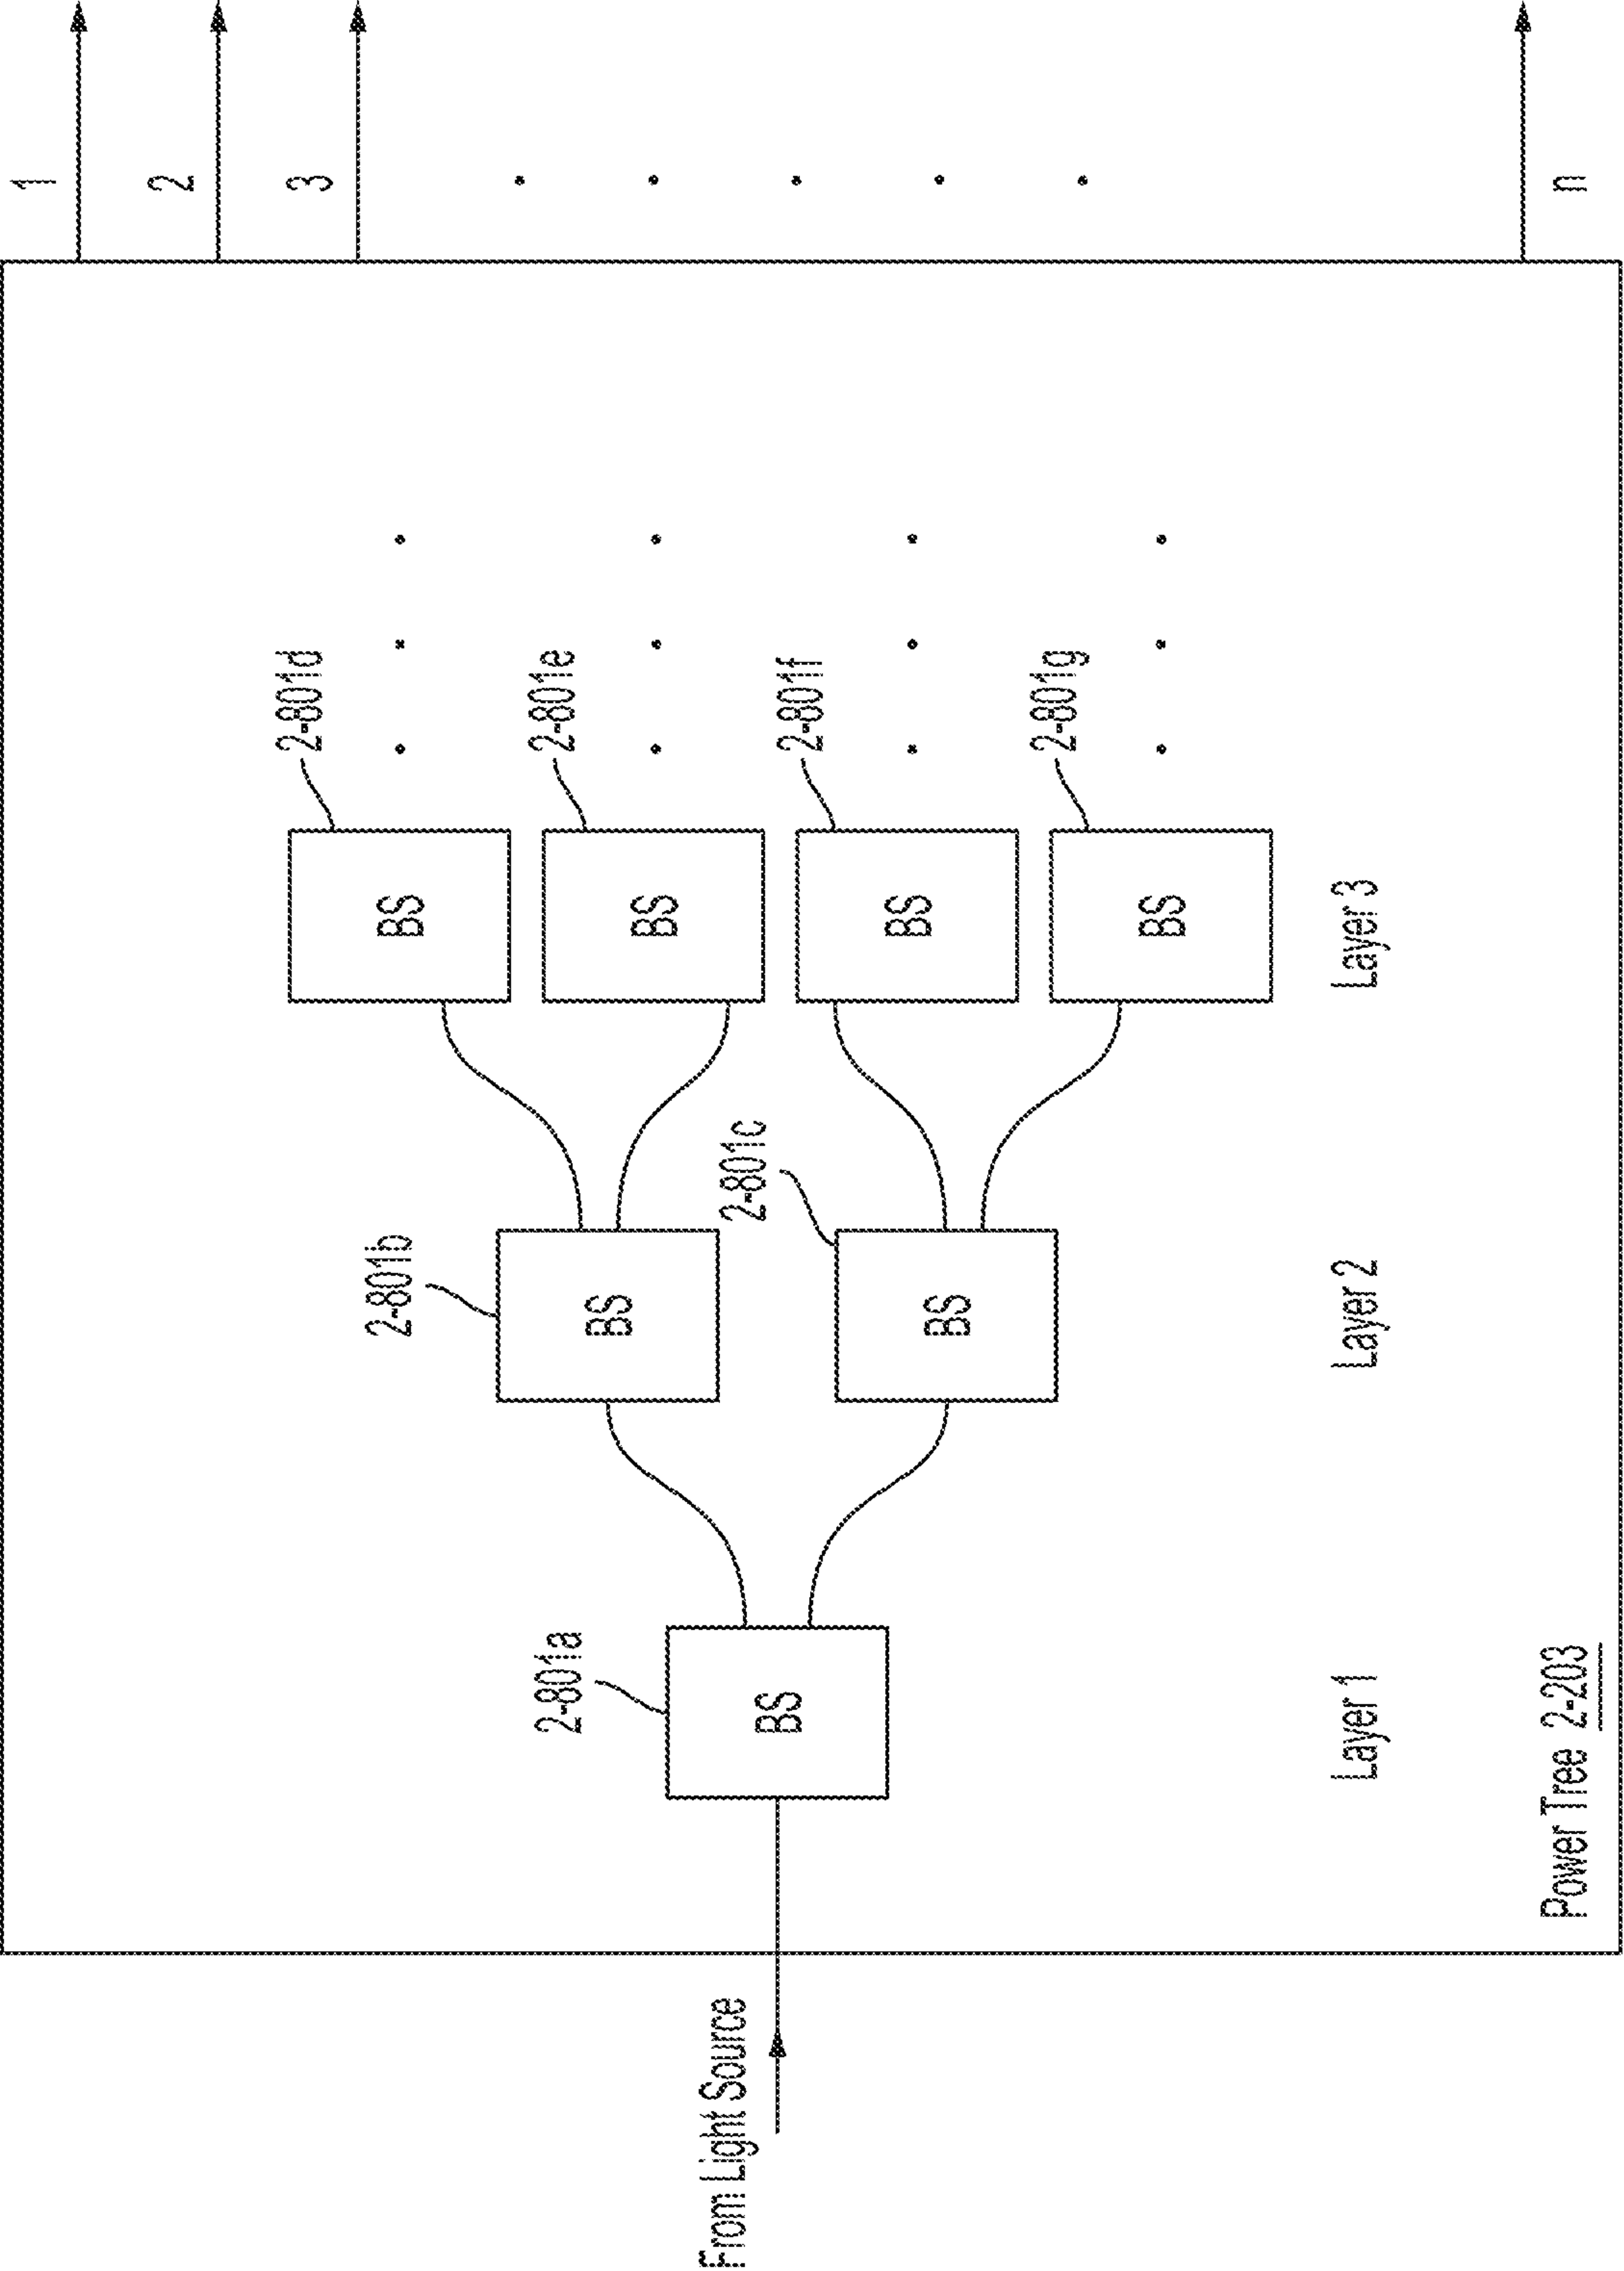 From Light Source
Power Tree 2-203
Layer 1
Layer 2
Layer 3
2-801a
BS
2-801b
BS
2-801c
BS
2-801d
BS
2-801e
BS
2-801f
BS
2-801g
BS
1
2
3
n